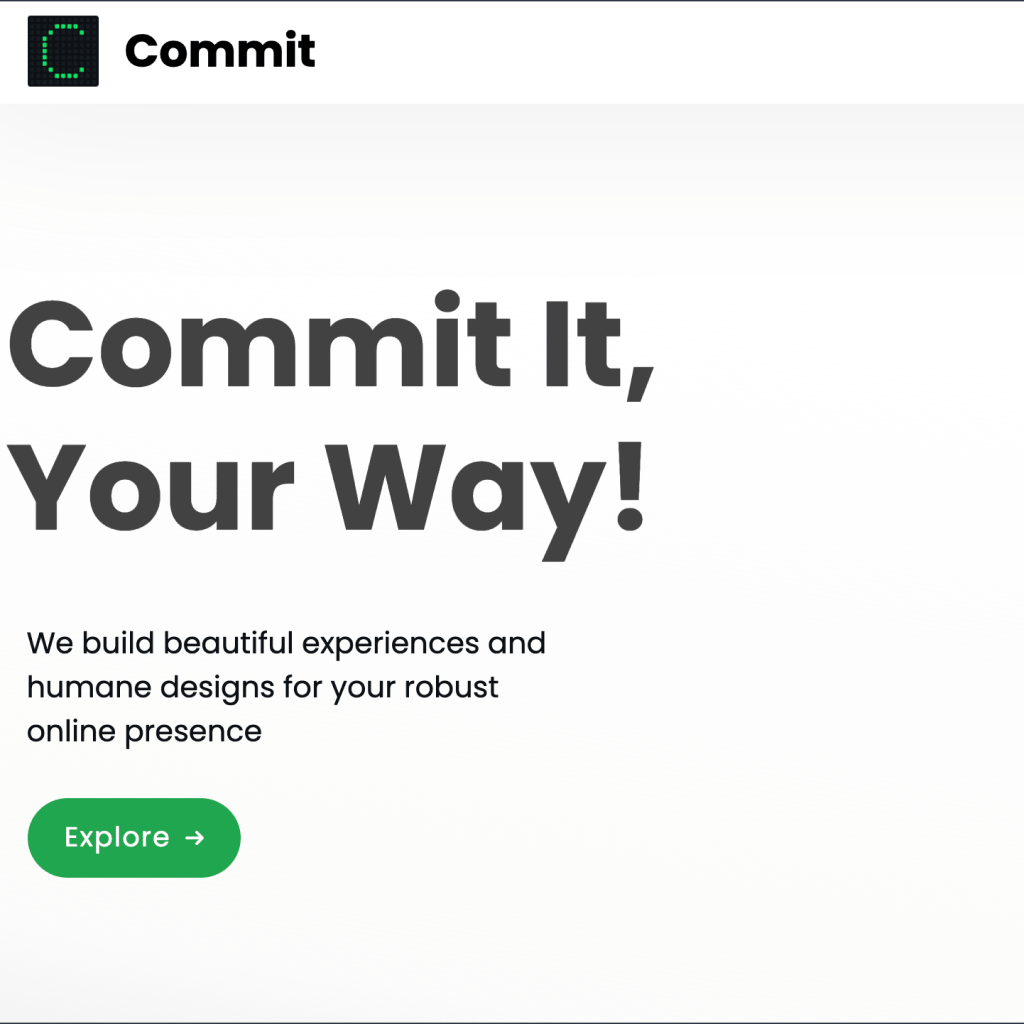 Commit
Commit It,
Your Way!
We build beautiful experiences and
humane designs for your robust
online presence
Explore →